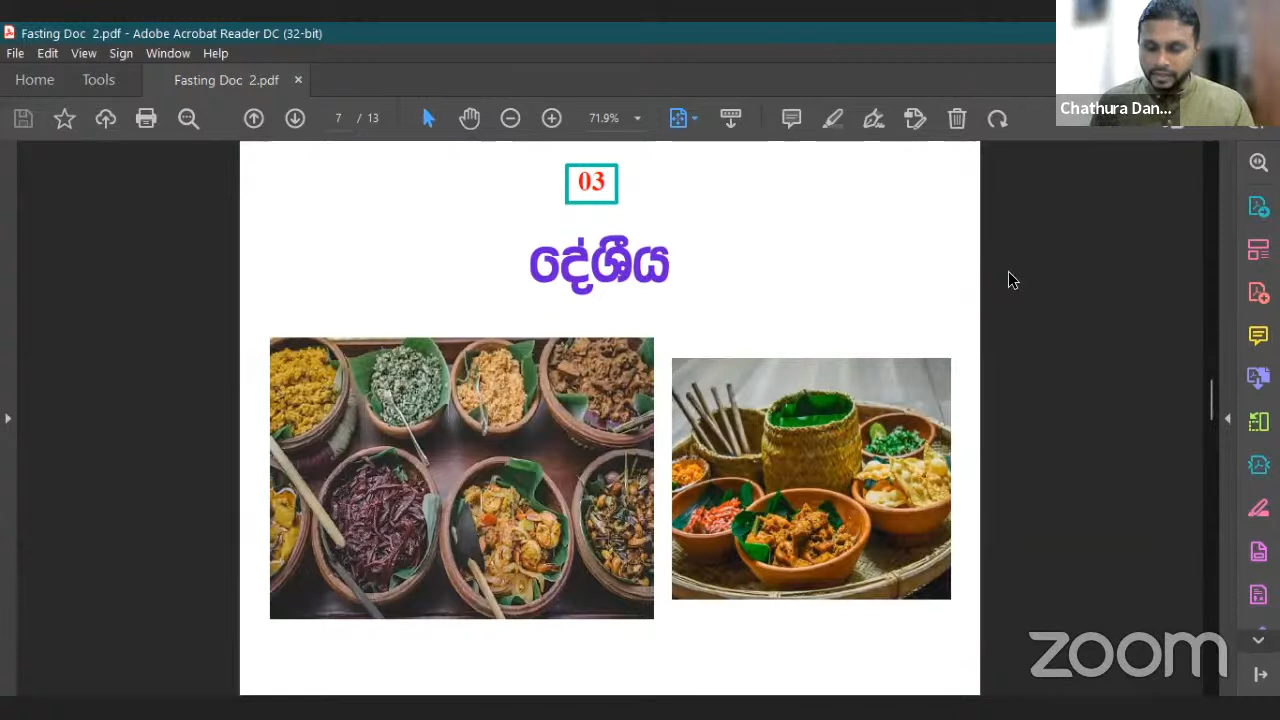 Fasting Doc 2.pdf - Adobe Acrobat Reader DC (32-bit)
File Edit View Sign Window Help
Home Tools Fasting Doc 2.pdf ×
7 / 13 71.9%
Chathura Dan...
03
දේශීය
zoom